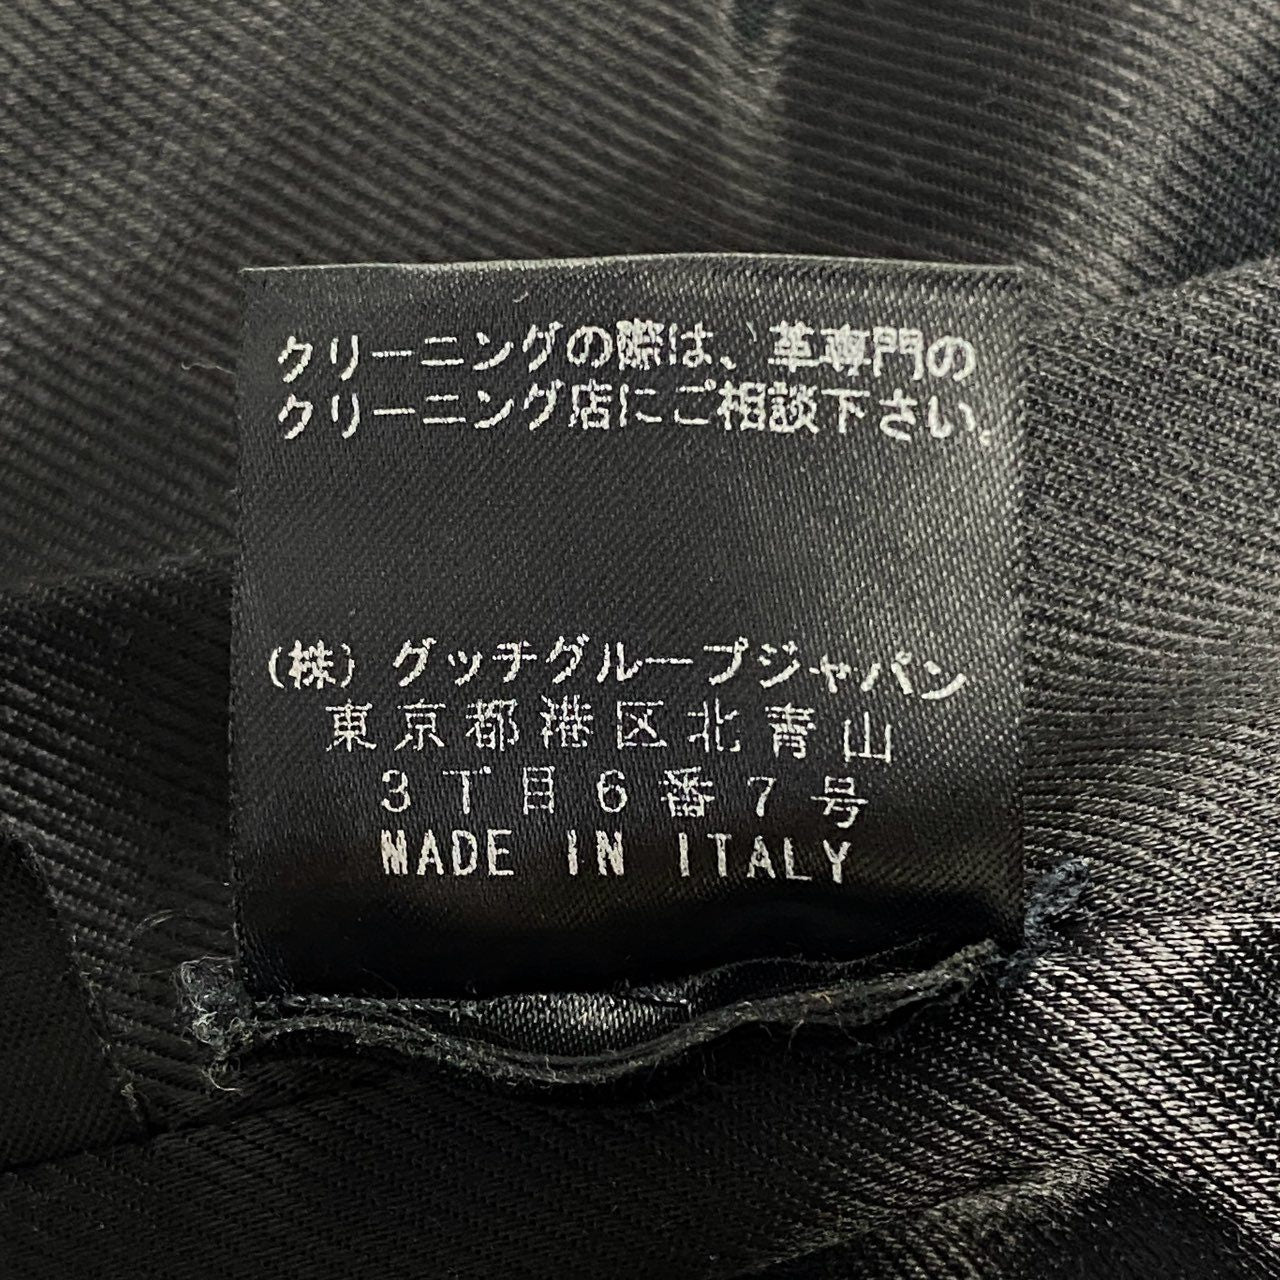 クリーニングの際は、革専門の
クリーニング店にご相談下さい。
(株) グッチグループジャパン
東京都港区北青山
3丁目6番7号
MADE IN ITALY